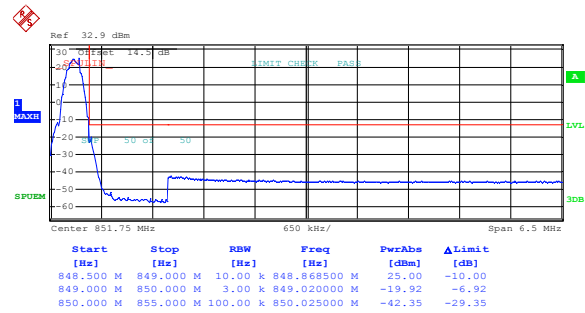 R S
Ref 32.9 dBm
30 Offset 14.5 dB
_SPULIN_
20
LIMIT CHECK PASS
A
10
1
0
MAXH
-10
LVL
-20
SWP 50 of 50
-30
-40
-50
SPUEM
3DB
-60
Center 851.75 MHz 650 kHz/ Span 6.5 MHz
Start Stop RBW Freq PwrAbs ΔLimit
[Hz] [Hz] [Hz] [Hz] [dBm] [dB]
848.500 M 849.000 M 10.00 k 848.868500 M 25.00 -10.00
849.000 M 850.000 M 3.00 k 849.020000 M -19.92 -6.92
850.000 M 855.000 M 100.00 k 850.025000 M -42.35 -29.35